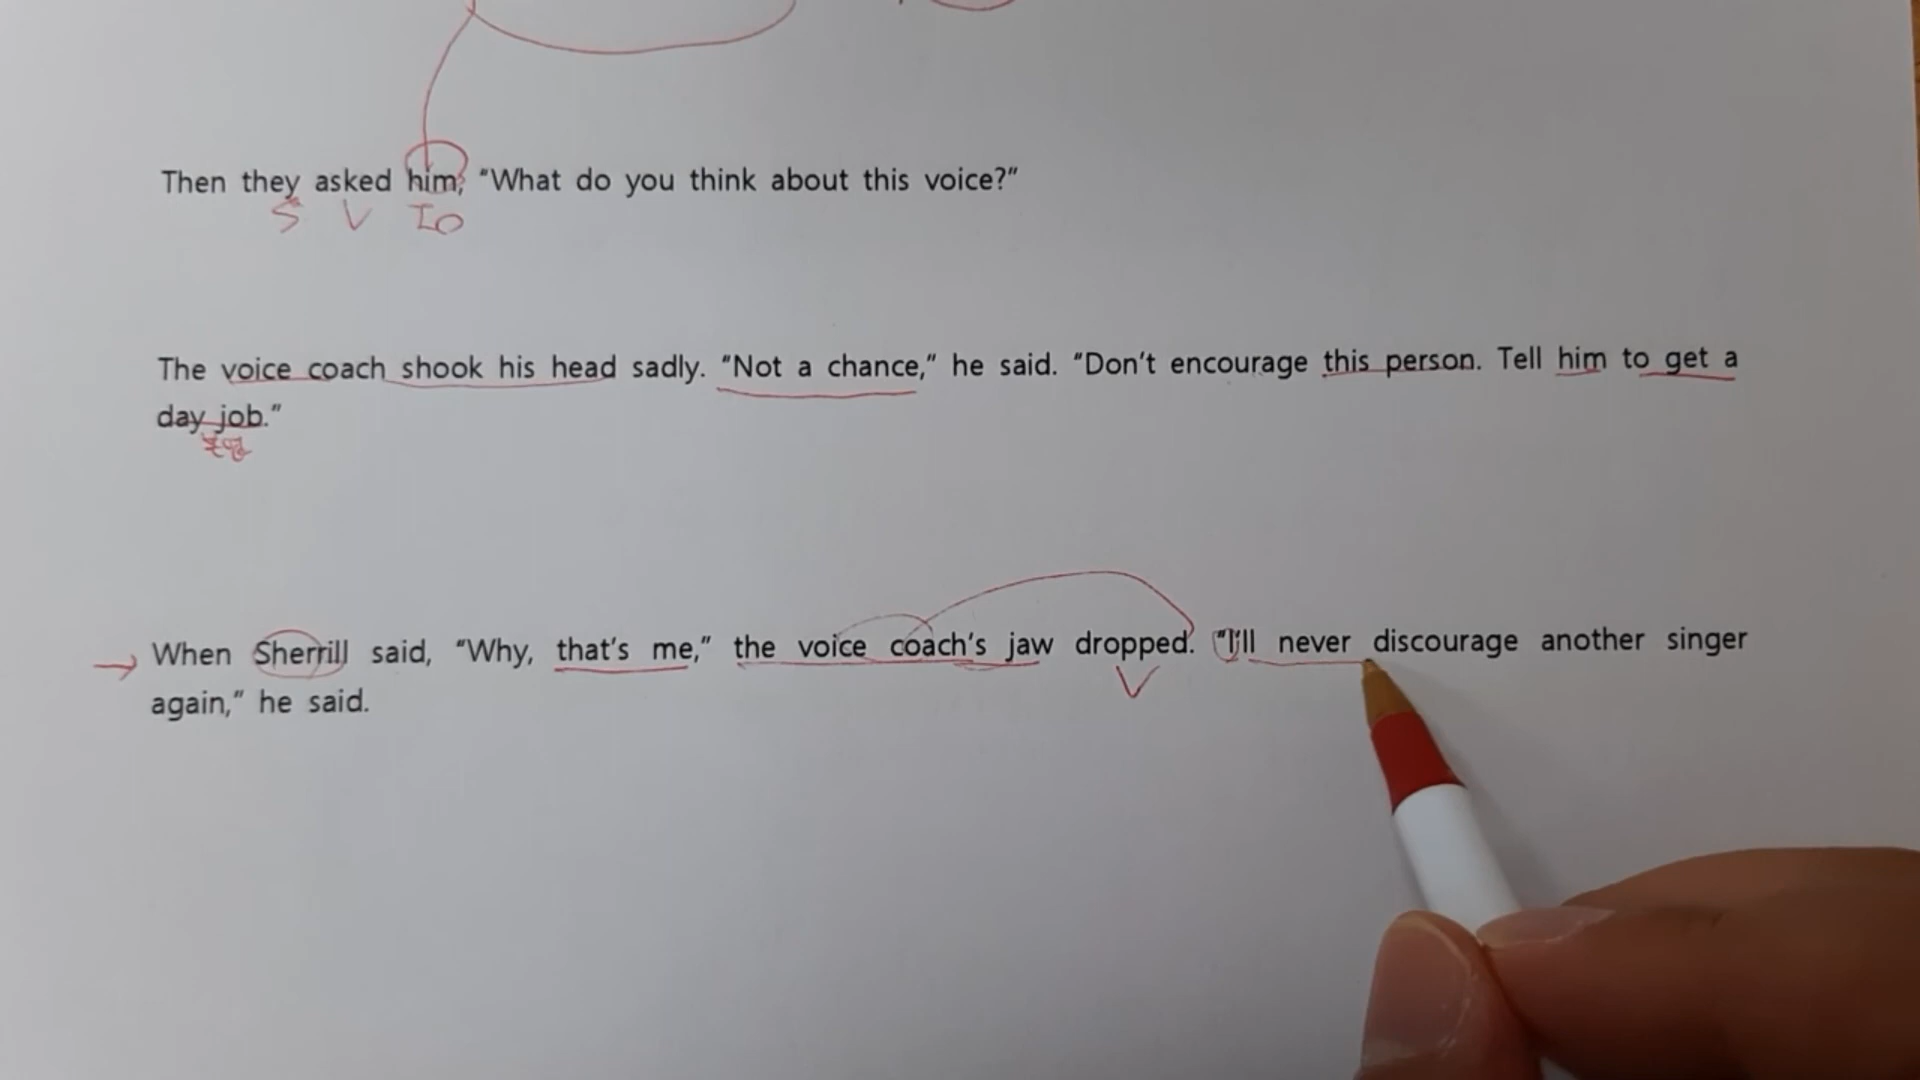 Then they asked him, “What do you think about this voice?”
S V IO
The voice coach shook his head sadly. “Not a chance,” he said. “Don’t encourage this person. Tell him to get a
day job.”
When Sherrill said, “Why, that’s me,” the voice coach’s jaw dropped. “I’ll never discourage another singer
V
again,” he said.